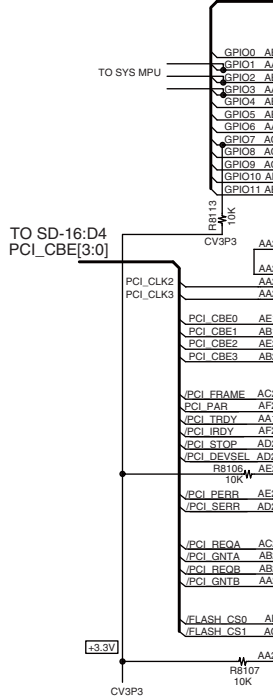 GPIO0
GPIO1
TO SYS MPU
GPIO2
GPIO3
GPIO4
GPIO5
GPIO6
GPIO7
GPIO8
GPIO9
GPIO10
GPIO11
R8113
10K
TO SD-16:D4
CV3P3
PCI_CBE[3:0]
PCI_CLK2
PCI_CLK3
PCI_CBE0
PCI_CBE1
PCI_CBE2
PCI_CBE3
/PCI_FRAME
PCI_PAR
/PCI_TRDY
/PCI_IRDY
/PCI_STOP
/PCI_DEVSEL
R8106
10K
/PCI_PERR
/PCI_SERR
/PCI_REQA
/PCI_GNTA
/PCI_REQB
/PCI_GNTB
/FLASH_CS0
/FLASH_CS1
+3.3V
R8107
10K
CV3P3